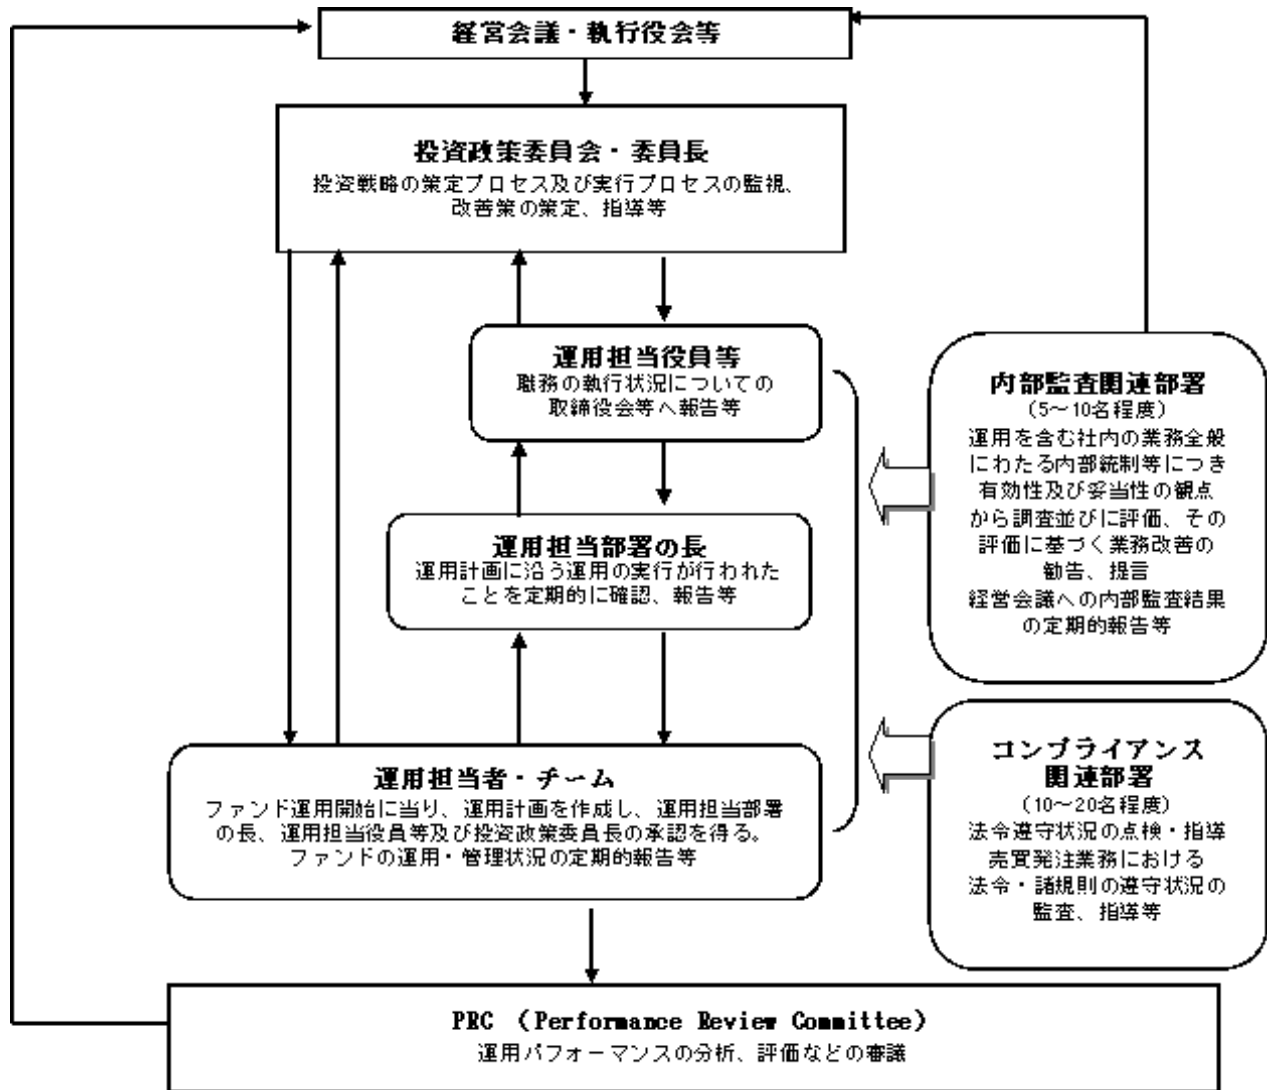 経営会議・執行役会等
投資政策委員会・委員長
投資戦略の策定プロセス及び実行プロセスの監視、
改善策の策定、指導等
運用担当役員等
職務の執行状況についての
取締役会等へ報告等
運用担当部署の長
運用計画に沿う運用の実行が行われた
ことを定期的に確認、報告等
運用担当者・チーム
ファンド運用開始に当り、運用計画を作成し、運用担当部署
の長、運用担当役員等及び投資政策委員長の承認を得る。
ファンドの運用・管理状況の定期的報告等
内部監査関連部署
(5～10名程度)
運用を含む社内の業務全般
にわたる内部統制等につき
有効性及び妥当性の観点
から調査並びに評価、その
評価に基づく業務改善の
勧告、提言
経営会議への内部監査結果
の定期的報告等
コンプライアンス
関連部署
(10～20名程度)
法令遵守状況の点検・指導
売買発注業務における
法令・諸規則の遵守状況の
監査、指導等
PRC (Performance Review Committee)
運用パフォーマンスの分析、評価などの審議